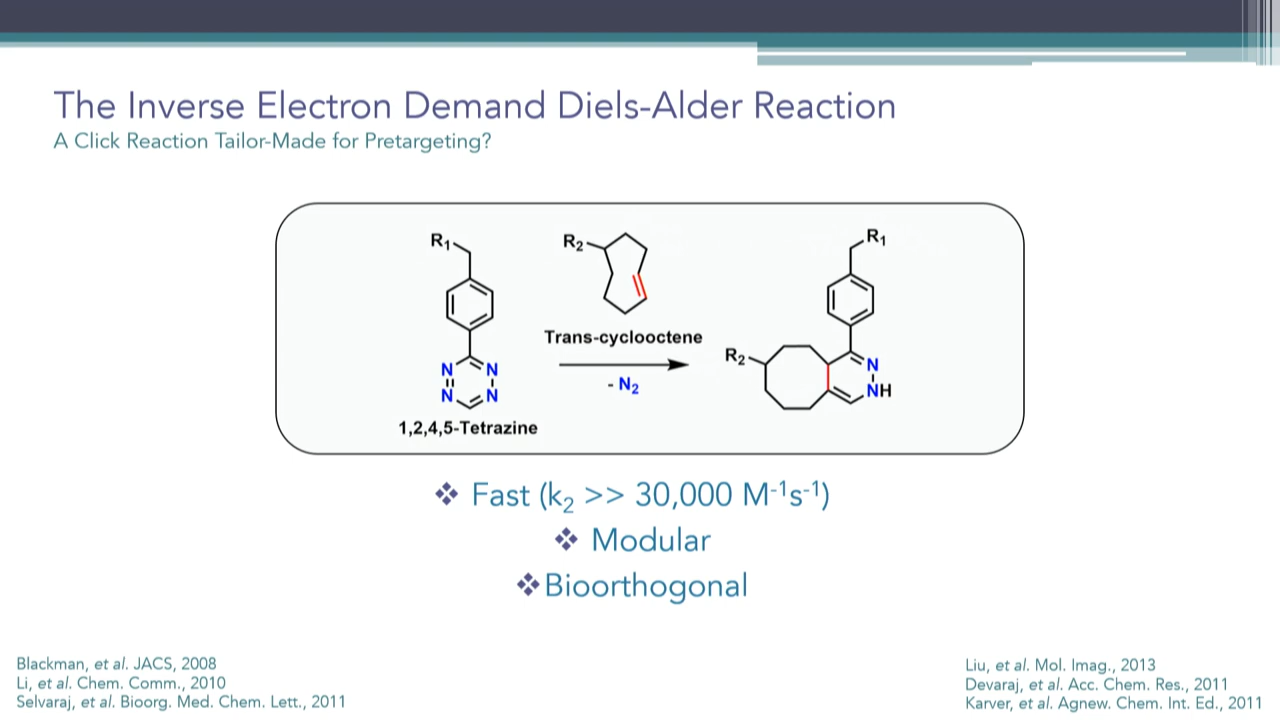 The Inverse Electron Demand Diels-Alder Reaction
A Click Reaction Tailor-Made for Pretargeting?
R1
R2
R1
Trans-cyclooctene
R2
N N
N N
- N2
N
NH
1,2,4,5-Tetrazine
❖ Fast (k2 >> 30,000 M-1s-1)
❖ Modular
❖ Bioorthogonal
Blackman, et al. JACS, 2008
Li, et al. Chem. Comm., 2010
Selvaraj, et al. Bioorg. Med. Chem. Lett., 2011
Liu, et al. Mol. Imag., 2013
Devaraj, et al. Acc. Chem. Res., 2011
Karver, et al. Agnew. Chem. Int. Ed., 2011